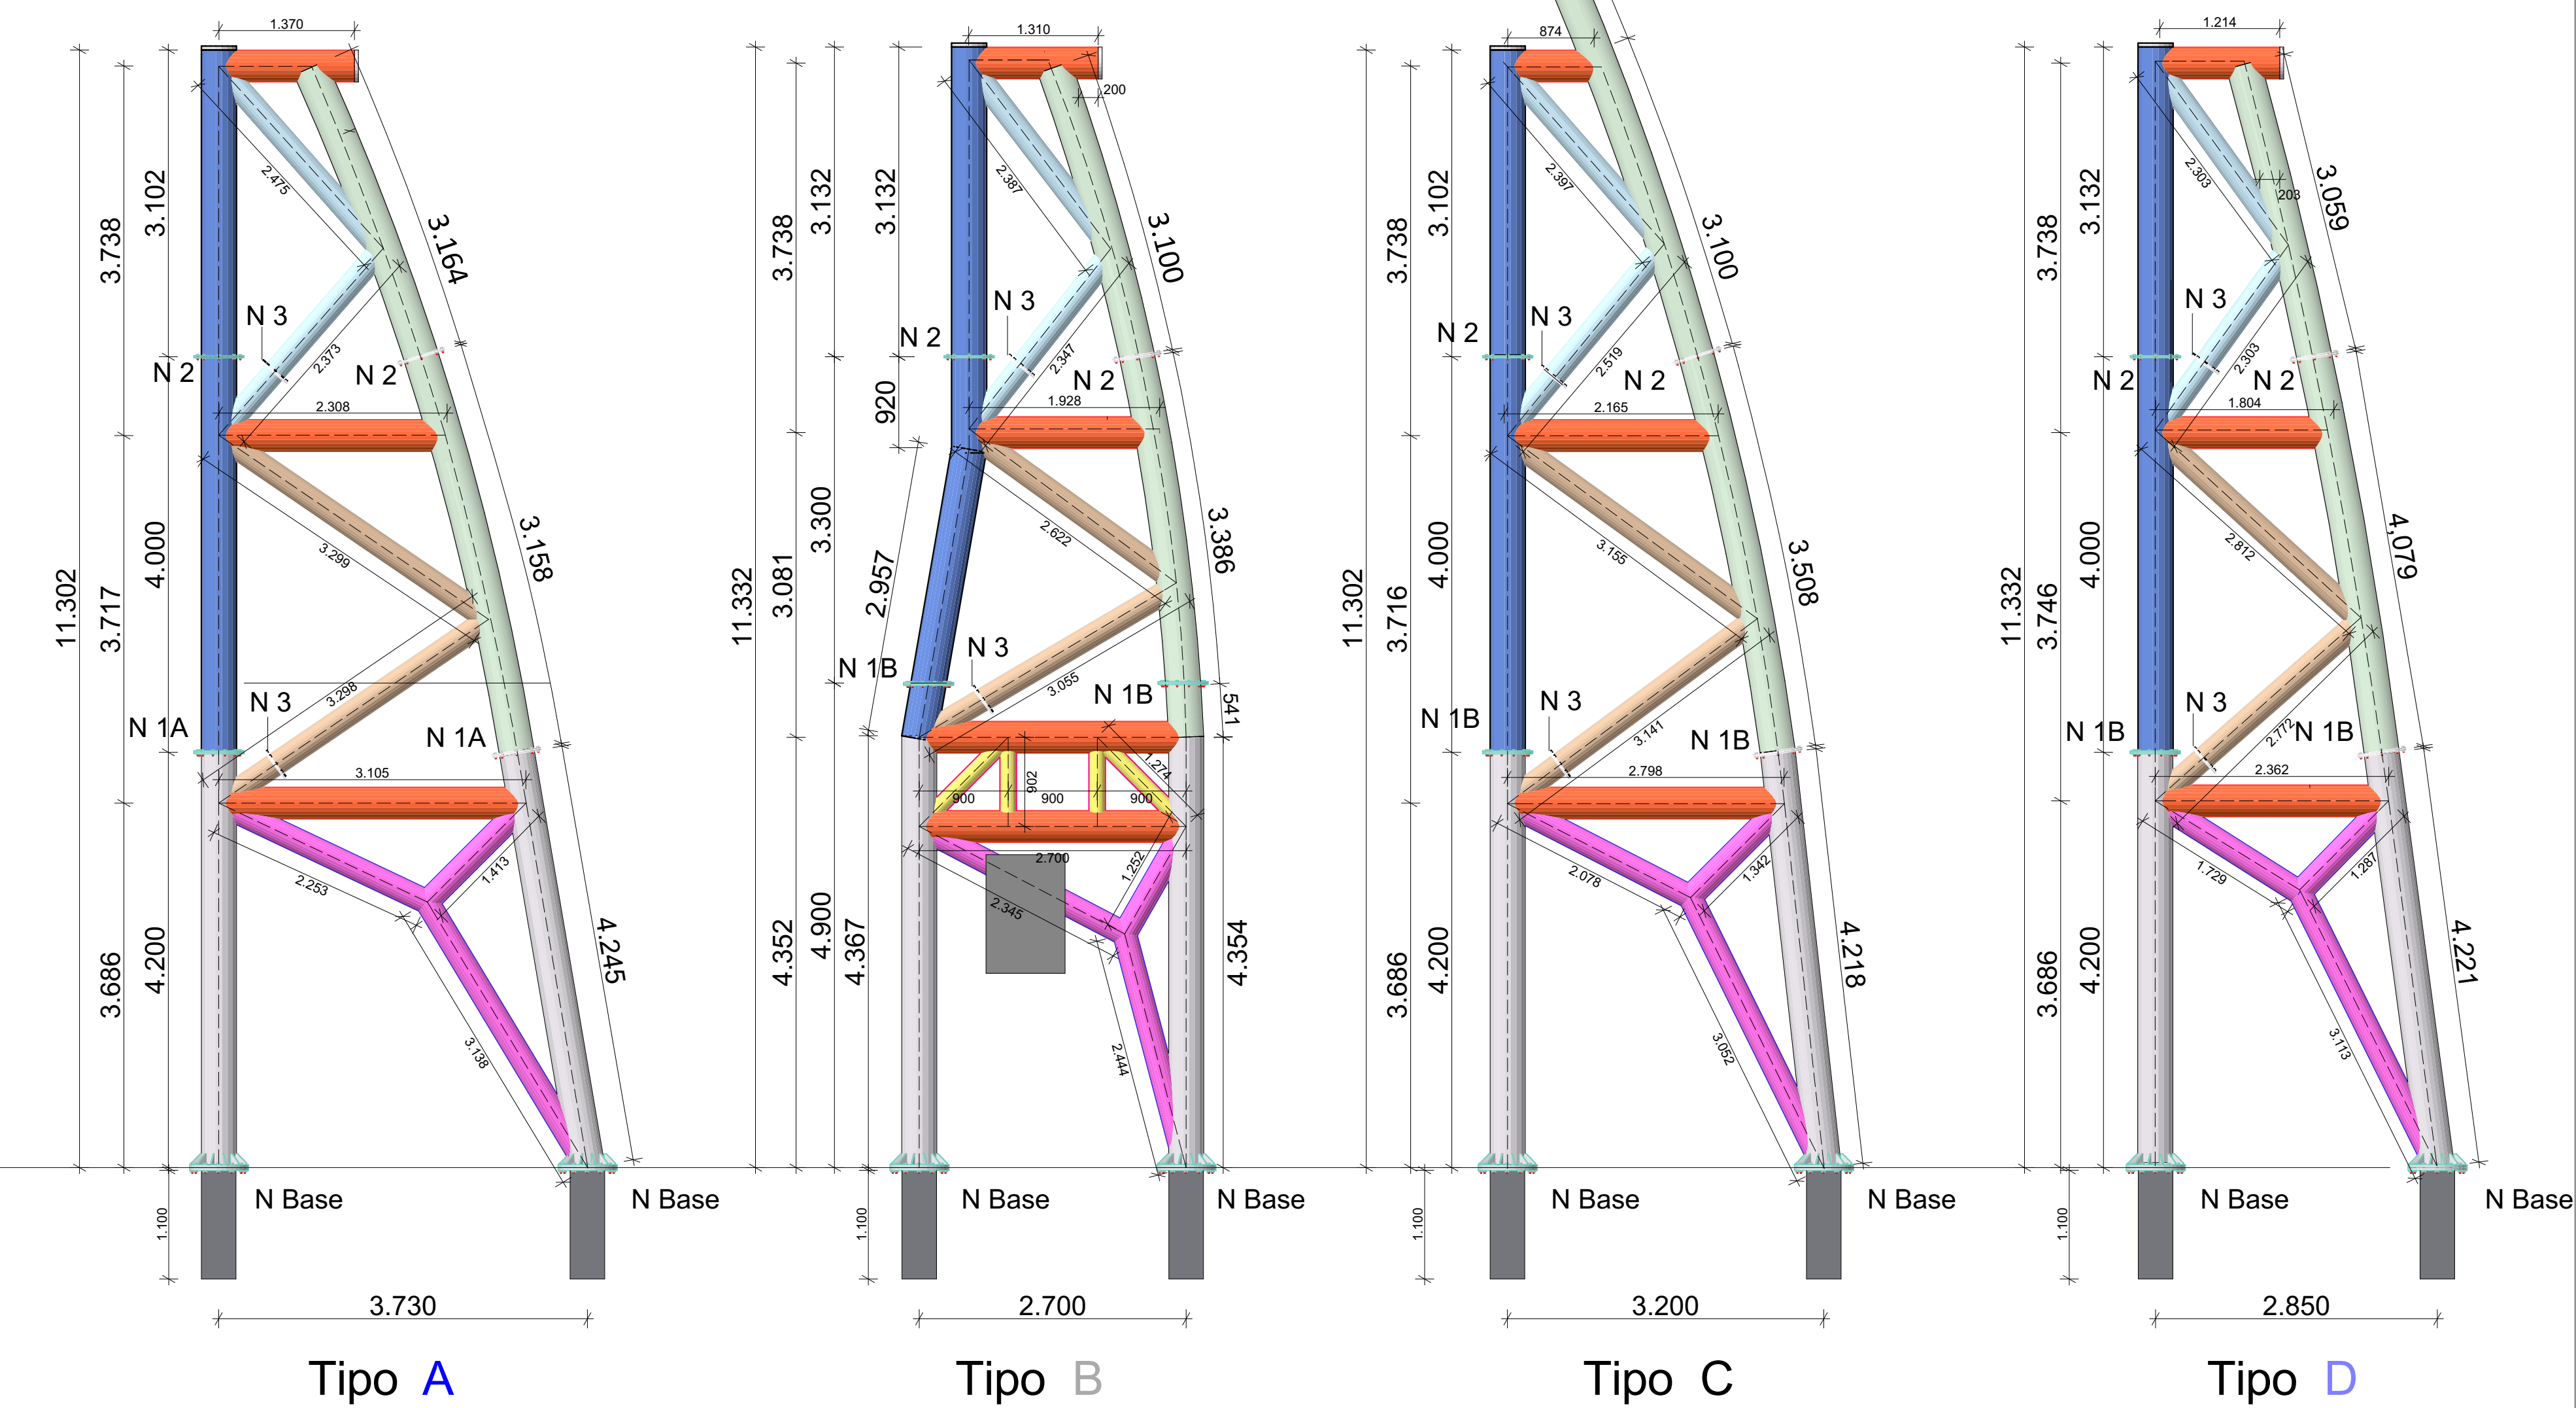 1.370
11.302
3.738
3.717
3.686
3.102
4.000
4.200
1.100
2.475
3.164
N 3
2.373
N 2
N 2
2.308
3.299
3.158
3.298
N 3
N 1A
N 1A
3.105
2.253
1.413
3.138
4.245
N Base
N Base
3.730
Tipo A
1.310
200
11.332
3.738
3.081
4.352
3.132
3.300
4.900
3.132
920
2.957
4.367
1.100
2.387
3.100
N 3
N 2
2.347
N 2
1.928
2.622
3.386
N 1B
N 3
3.055
N 1B
541
1.274
902
900
900
900
2.700
1.252
2.345
2.444
4.354
N Base
N Base
2.700
Tipo B
874
11.302
3.738
3.716
3.686
3.102
4.000
4.200
1.100
2.397
3.100
N 3
N 2
2.519
N 2
2.165
3.155
3.508
N 1B
N 3
3.141
N 1B
2.798
2.078
1.342
3.052
4.218
N Base
N Base
3.200
Tipo C
1.214
11.332
3.738
3.746
3.686
3.132
4.000
4.200
1.100
2.303
203
3.059
N 3
2.303
N 2
N 2
1.804
2.812
4,079
N 3
N 1B
2.772
N 1B
2.362
1.729
1.287
3.113
4.221
N Base
N Base
2.850
Tipo D